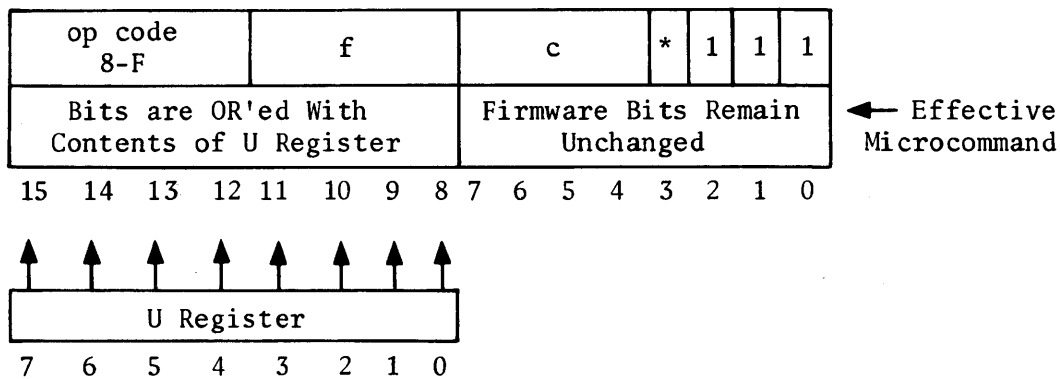 op code
8-F
f
c
*
1
1
1
Bits are OR'ed With
Contents of U Register
Firmware Bits Remain
Unchanged
Effective
Microcommand
15 14 13 12 11 10 9 8 7 6 5 4 3 2 1 0
U Register
7 6 5 4 3 2 1 0